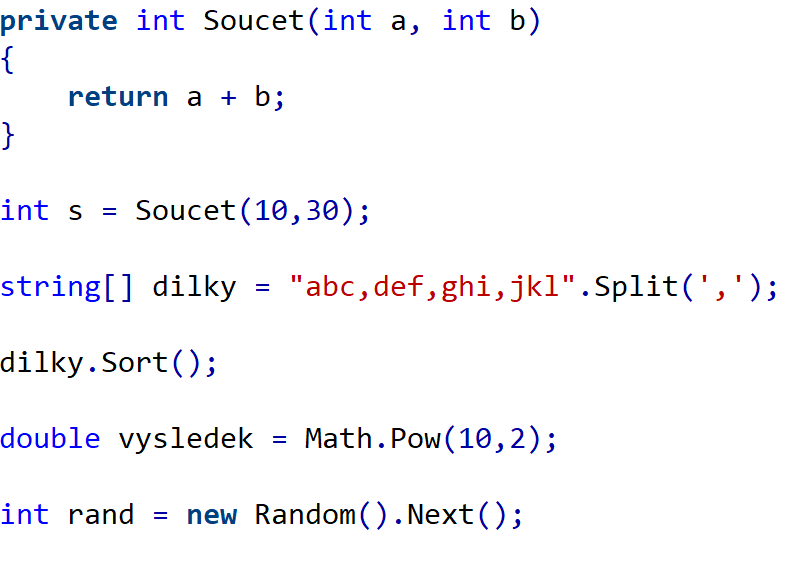 private int Soucet(int a, int b)
{
    return a + b;
}
int s = Soucet(10,30);
string[] dilky = "abc,def,ghi,jkl".Split(',');
dilky.Sort();
double vysledek = Math.Pow(10,2);
int rand = new Random().Next();